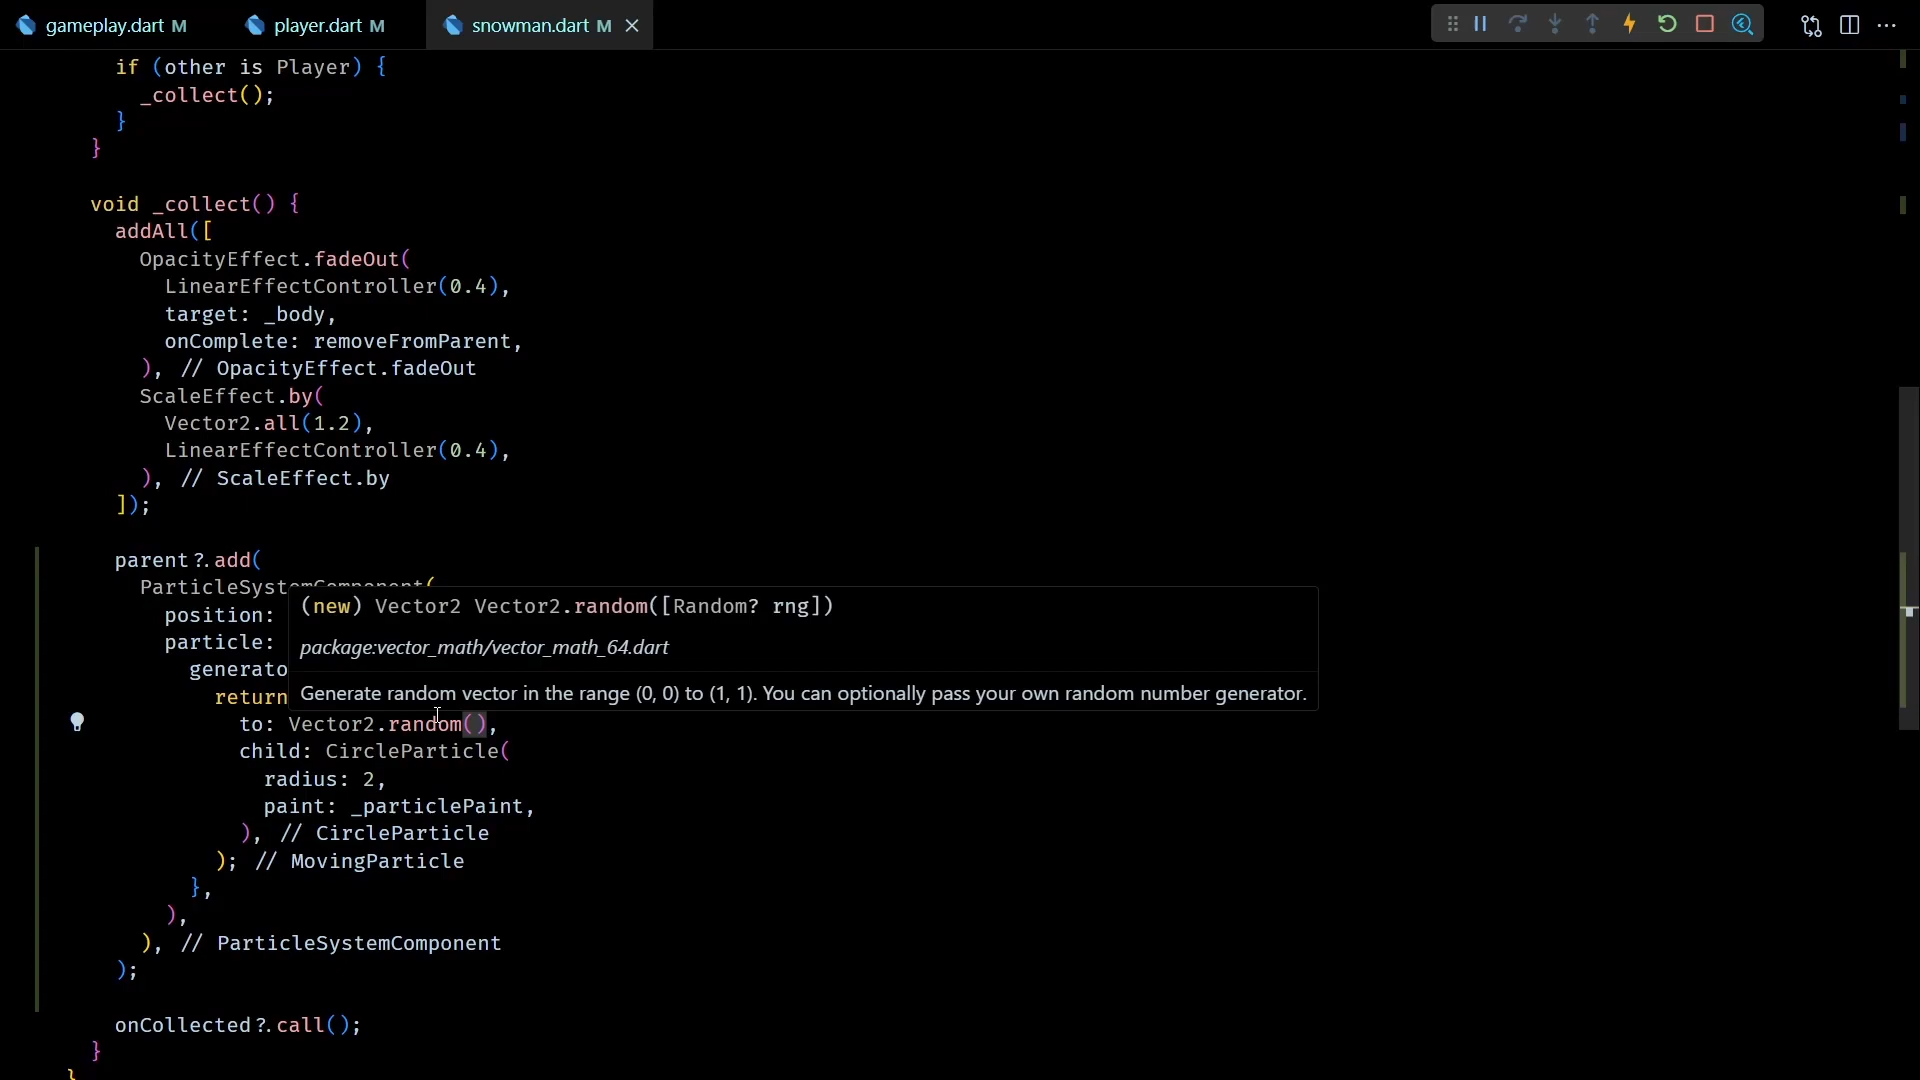 gameplay.dart M player.dart M snowman.dart M
if (other is Player) {
_collect();
}
}
void _collect() {
addAll([
OpacityEffect.fadeOut(
LinearEffectController(0.4),
target: _body,
onComplete: removeFromParent,
), // OpacityEffect.fadeOut
ScaleEffect.by(
Vector2.all(1.2),
LinearEffectController(0.4),
), // ScaleEffect.by
]);
parent?.add(
ParticleSystemComponent(
position:
(new) Vector2 Vector2.random([Random? rng])
particle:
package:vector_math/vector_math_64.dart
generato
return
Generate random vector in the range (0, 0) to (1, 1). You can optionally pass your own random number generator.
to: Vector2.random(),
child: CircleParticle(
radius: 2,
paint: _particlePaint,
), // CircleParticle
); // MovingParticle
},
),
), // ParticleSystemComponent
);
onCollected?.call();
}
}